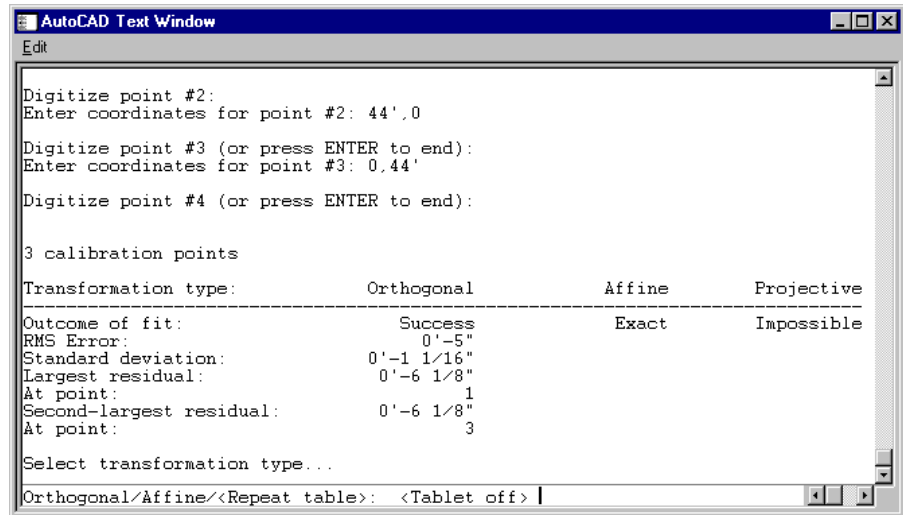 AutoCAD Text Window
Edit
Digitize point #2:
Enter coordinates for point #2: 44',0
Digitize point #3 (or press ENTER to end):
Enter coordinates for point #3: 0,44'
Digitize point #4 (or press ENTER to end):
3 calibration points
Transformation type: Orthogonal Affine Projective
Outcome of fit: Success Exact Impossible
RMS Error: 0'-5"
Standard deviation: 0'-1 1/16"
Largest residual: 0'-6 1/8"
At point: 1
Second-largest residual: 0'-6 1/8"
At point: 3
Select transformation type...
Orthogonal/Affine/<Repeat table>: <Tablet off>